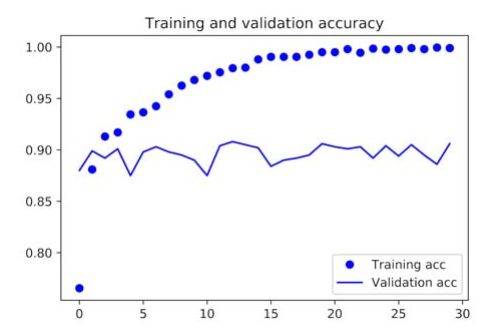 Training and validation accuracy
1.00
0.95
0.90
0.85
0.80
Training acc
Validation acc
0 5 10 15 20 25 30